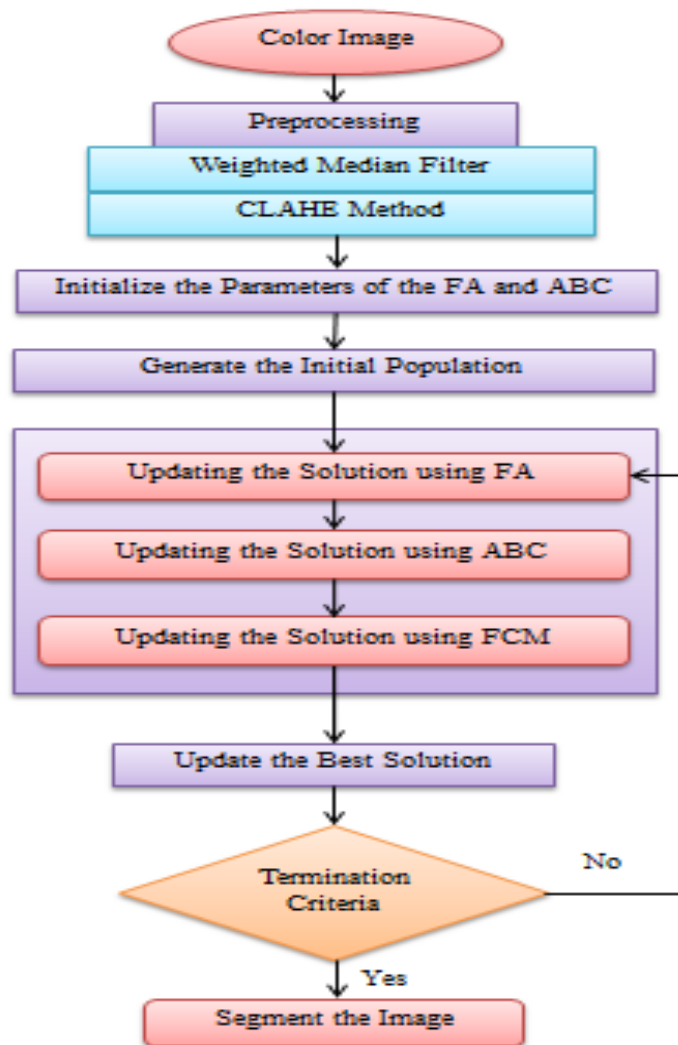 Color Image
Preprocessing
Weighted Median Filter
CLAHE Method
Initialize the Parameters of the FA and ABC
Generate the Initial Population
Updating the Solution using FA
Updating the Solution using ABC
Updating the Solution using FCM
Update the Best Solution
Termination
Criteria
No
Yes
Segment the Image